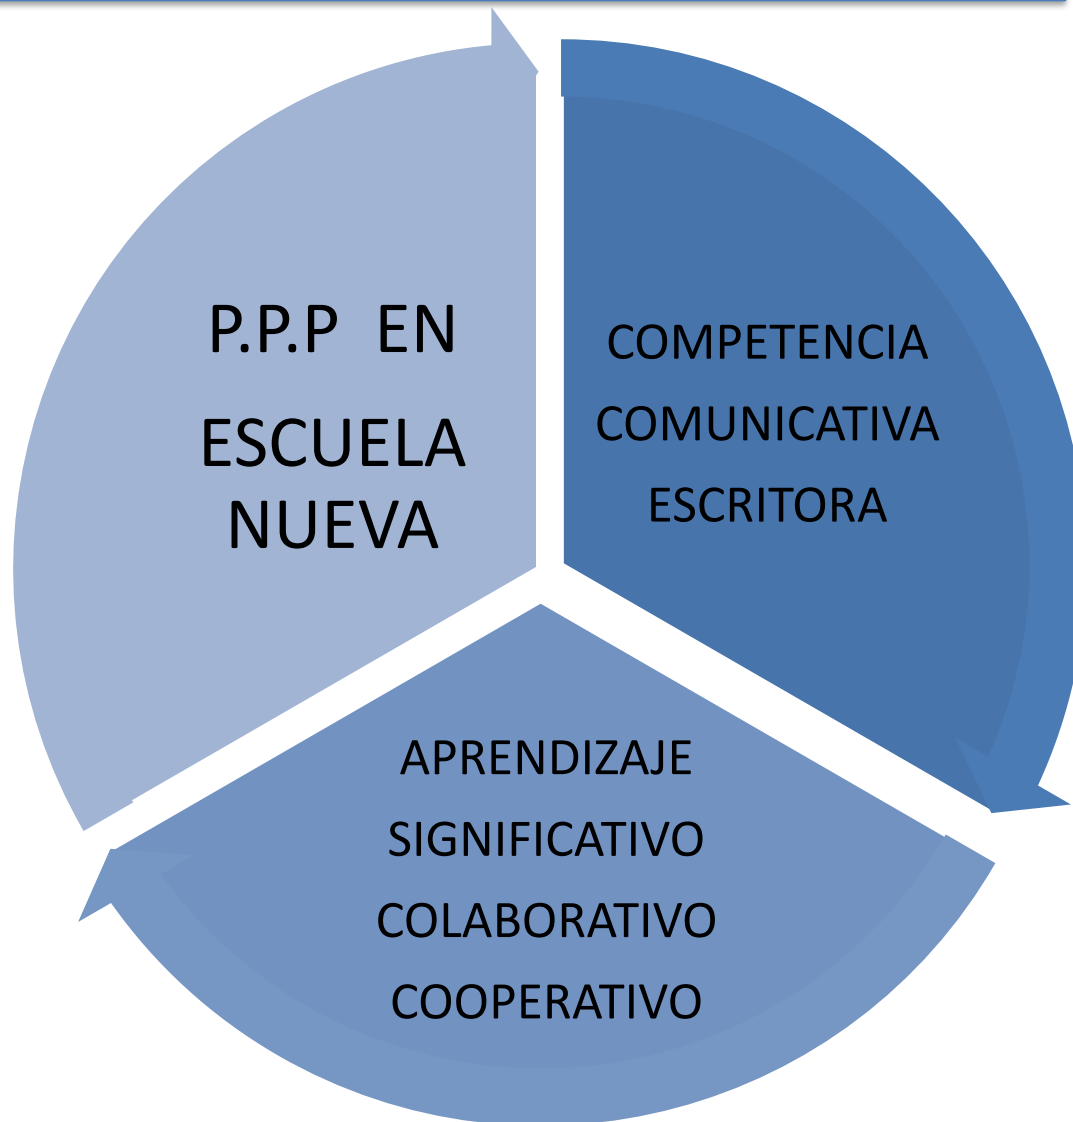 P.P.P EN
ESCUELA
NUEVA
COMPETENCIA
COMUNICATIVA
ESCRITORA
APRENDIZAJE
SIGNIFICATIVO
COLABORATIVO
COOPERATIVO